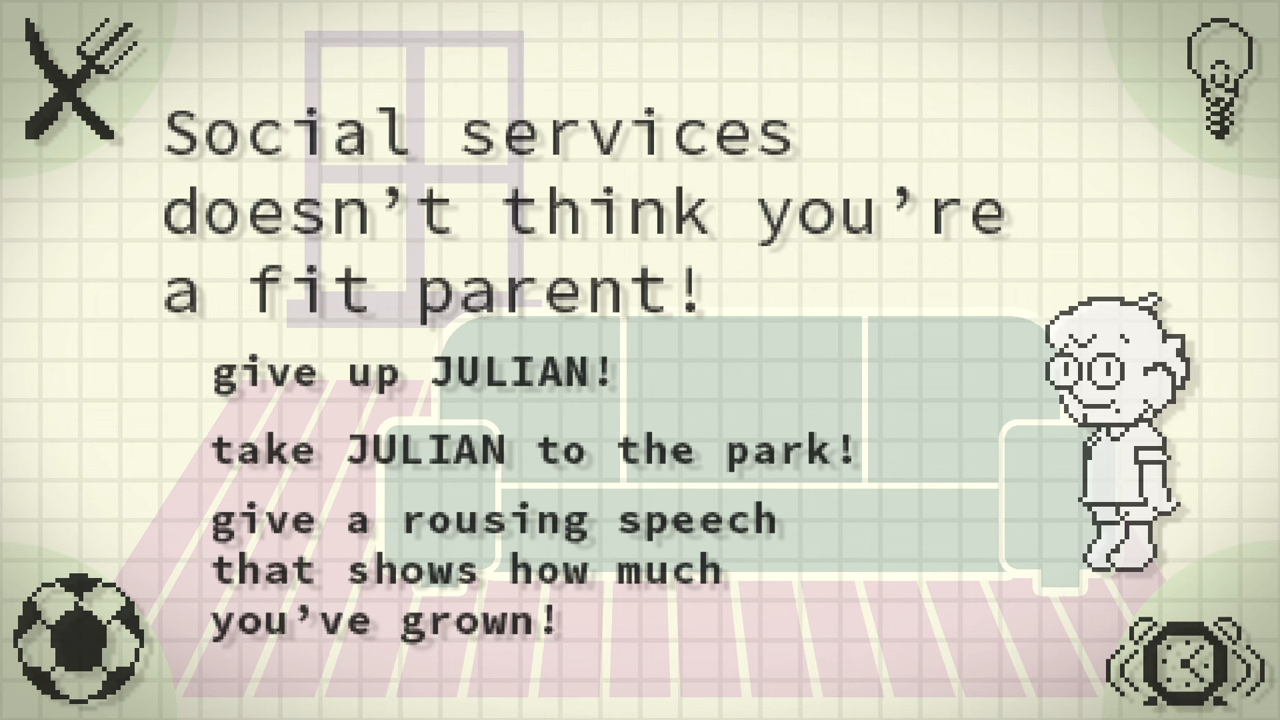 Social services
doesn’t think you’re
a fit parent!
give up JULIAN!
take JULIAN to the park!
give a rousing speech
that shows how much
you’ve grown!